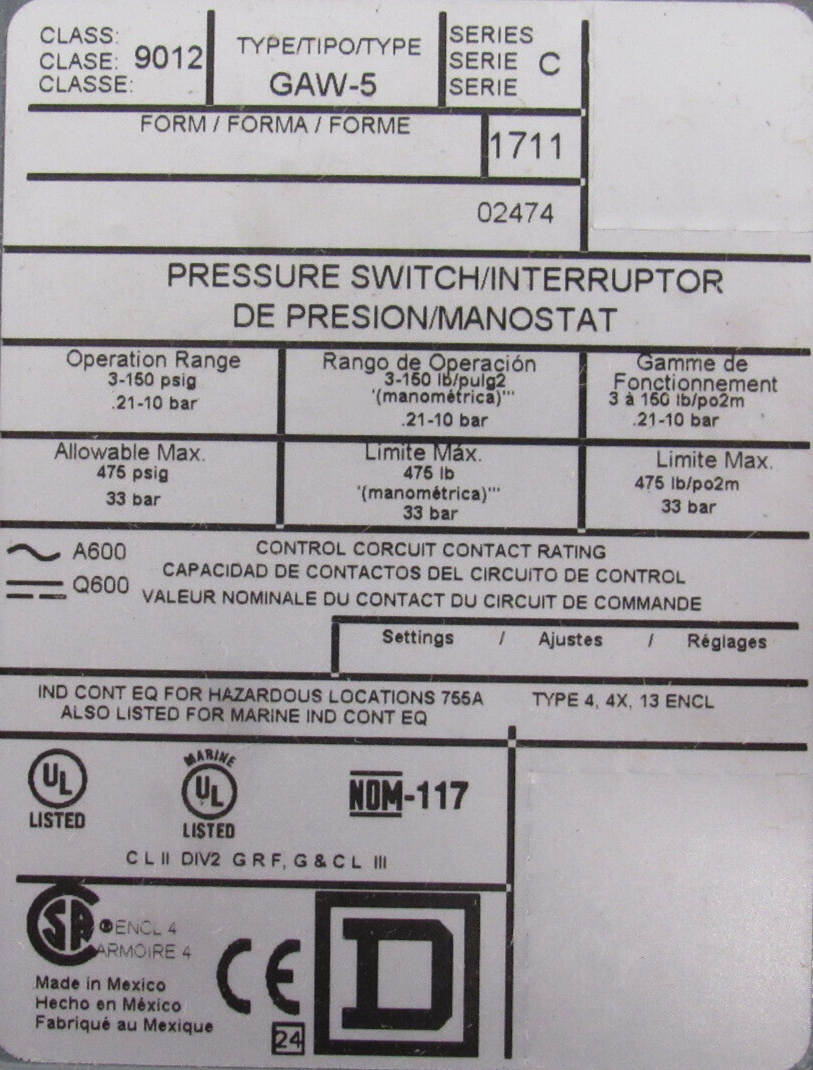 CLASS:
CLASE: 9012
CLASSE:
TYPE/TIPO/TYPE
GAW-5
SERIES
SERIE C
SERIE
FORM / FORMA / FORME
1711
02474
PRESSURE SWITCH/INTERRUPTOR
DE PRESION/MANOSTAT
Operation Range
3-150 psig
.21-10 bar
Rango de Operación
3-150 lb/pulg2
'(manométrica)'"
.21-10 bar
Gamme de
Fonctionnement
3 à 150 lb/po2m
.21-10 bar
Allowable Max.
475 psig
33 bar
Limite Máx.
475 lb
'(manométrica)'"
33 bar
Limite Max.
475 lb/po2m
33 bar
A600
Q600
CONTROL CORCUIT CONTACT RATING
CAPACIDAD DE CONTACTOS DEL CIRCUITO DE CONTROL
VALEUR NOMINALE DU CONTACT DU CIRCUIT DE COMMANDE
Settings / Ajustes / Réglages
IND CONT EQ FOR HAZARDOUS LOCATIONS 755A
ALSO LISTED FOR MARINE IND CONT EQ
TYPE 4, 4X, 13 ENCL
UL
LISTED
MARINE
UL
LISTED
NOM-117
C L II DIV2 G R F, G & C L III
SA ® ENCL 4
ARMOIRE 4
Made in Mexico
Hecho en México
Fabriqué au Mexique
CE
24
D